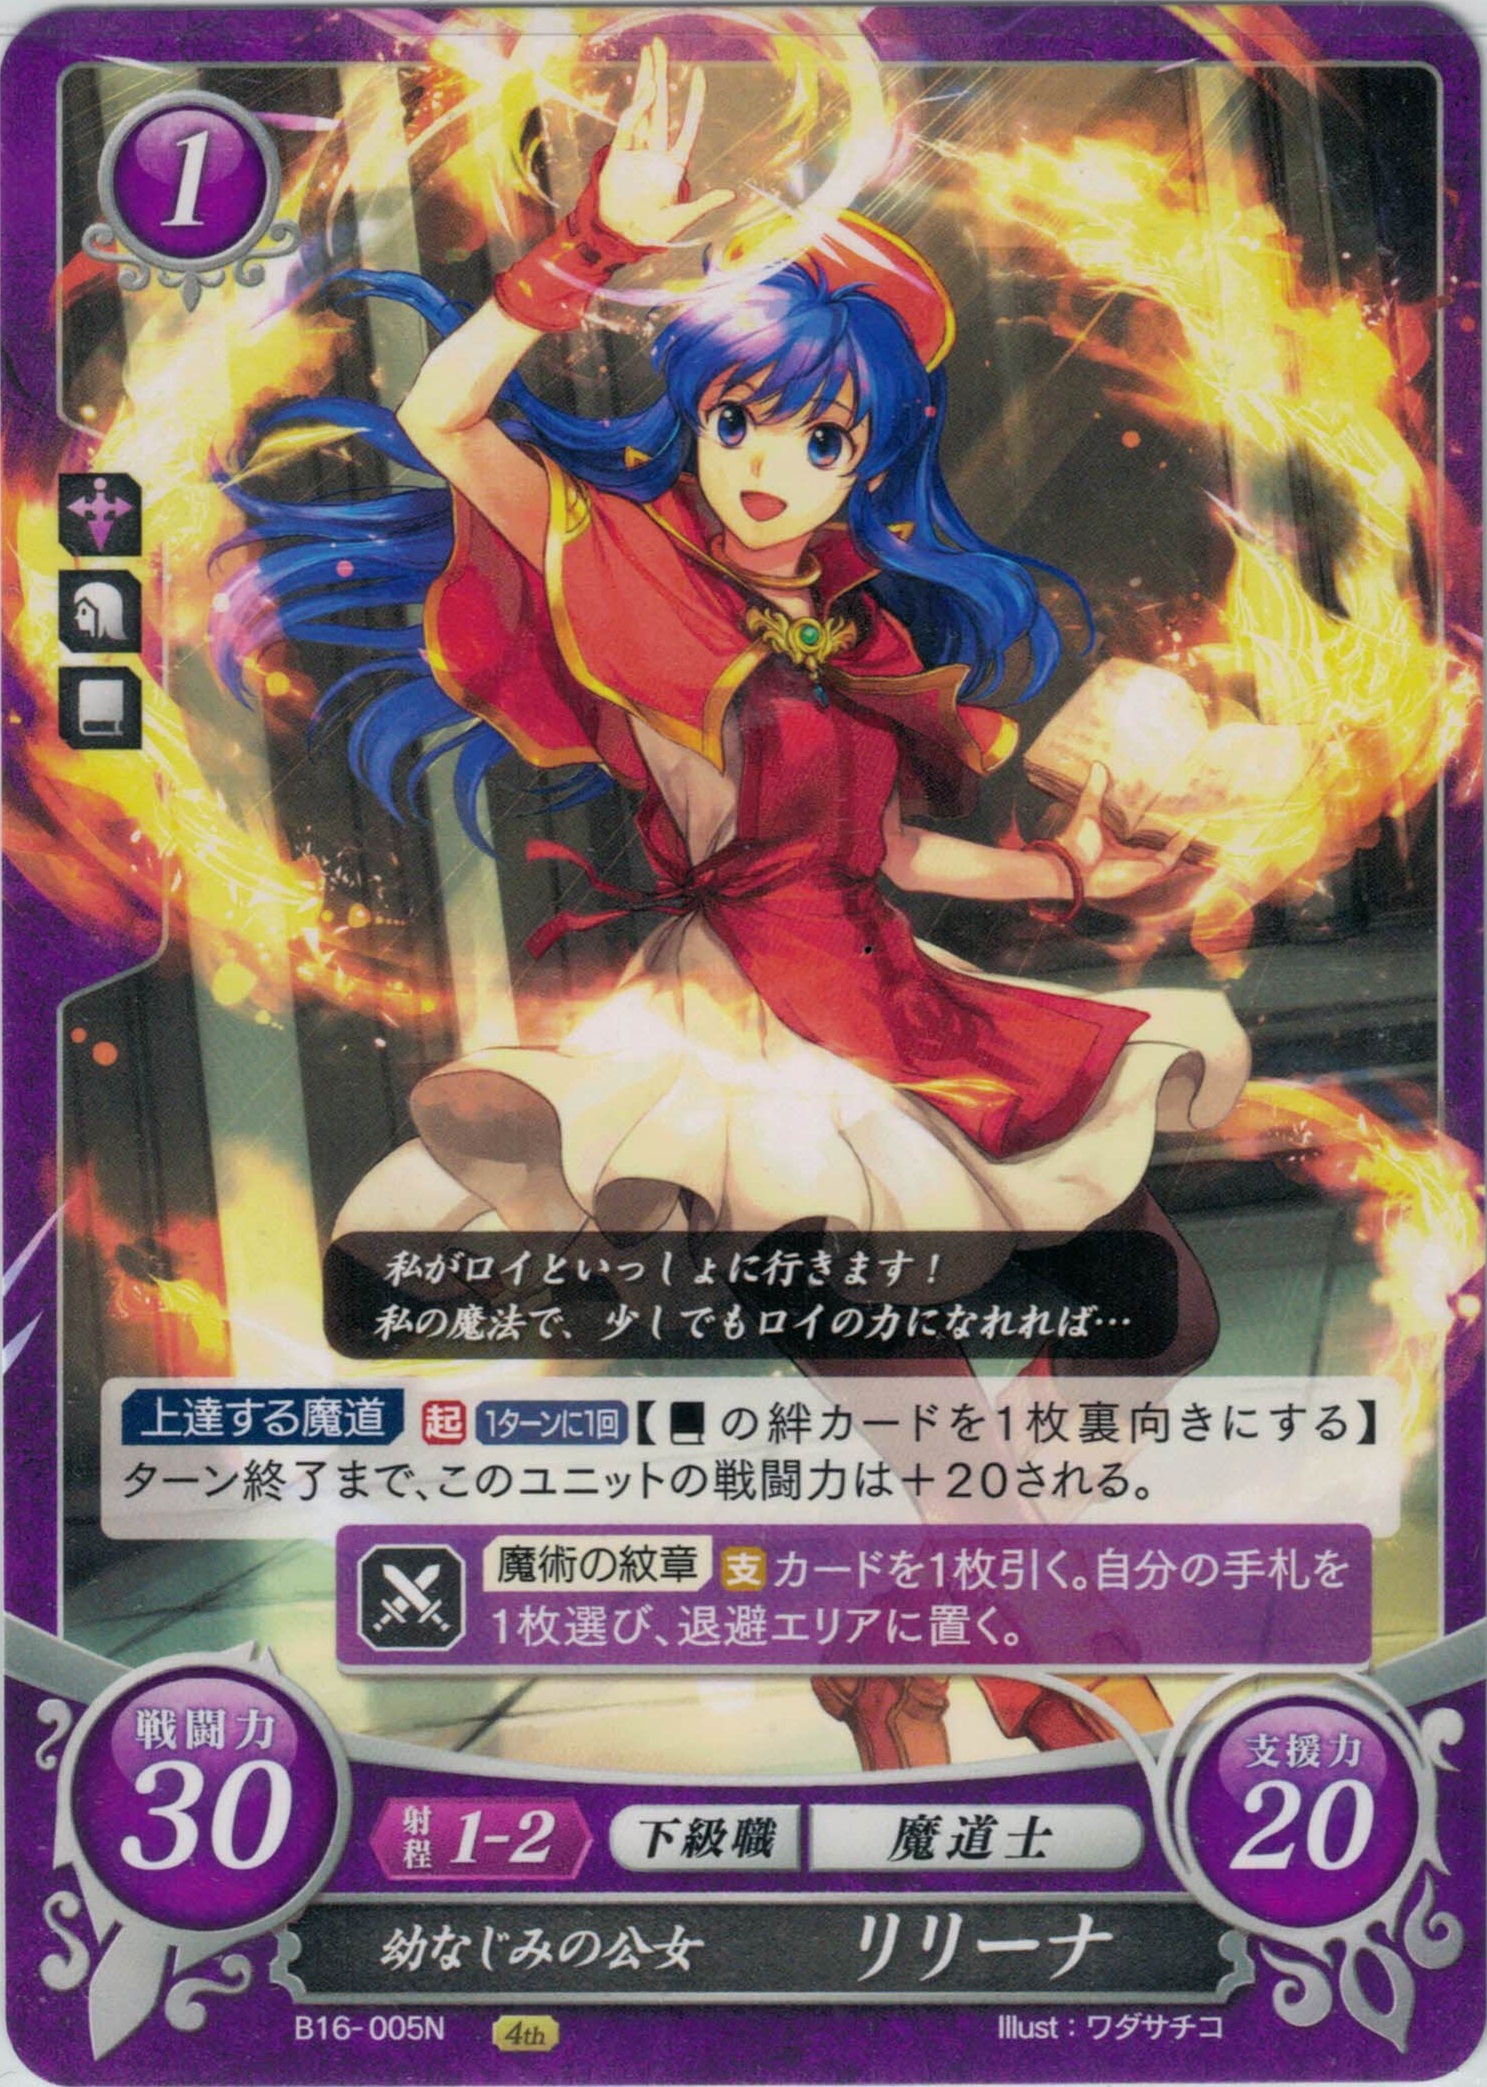 1
私がロイといっしょに行きます！
私の魔法で、少しでもロイの力になれれば…
上達する魔道 起 1ターンに1回 【 の絆カードを1枚裏向きにする】
ターン終了まで、このユニットの戦闘力は＋20される。
魔術の紋章 支 カードを1枚引く。自分の手札を
1枚選び、退避エリアに置く。
戦闘力
30
射程 1-2
下級職
魔道士
支援力
20
幼なじみの公女 リリーナ
B16-005N
4th
Illust：ワダサチコ